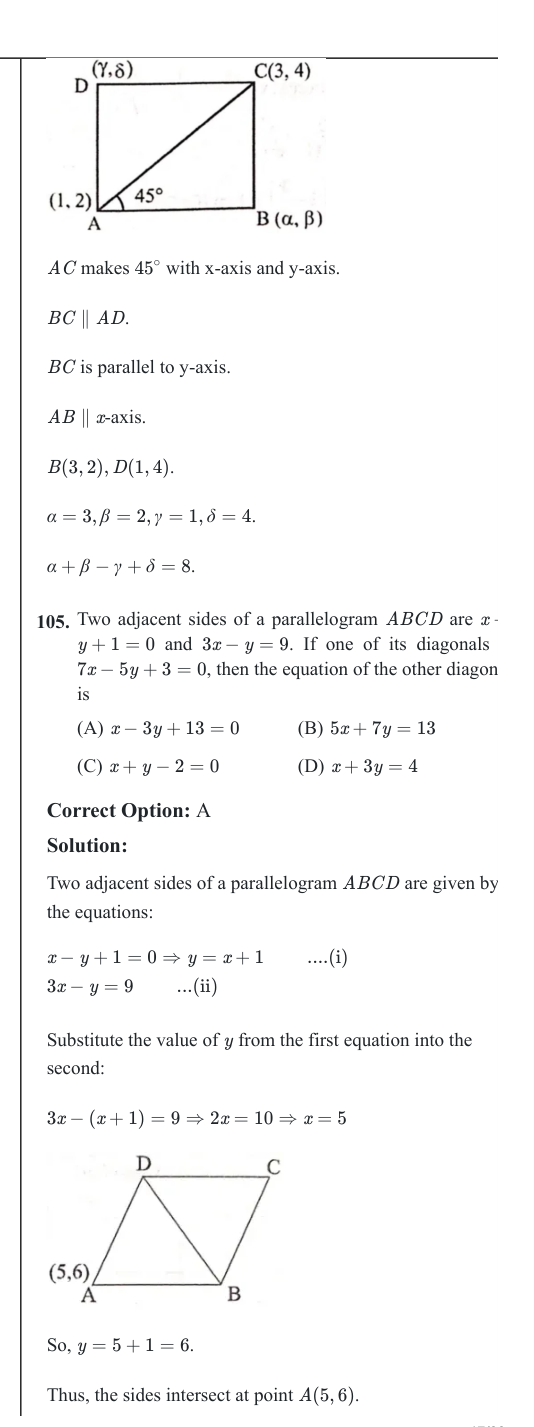 (γ, δ)
D
C(3, 4)
(1, 2)
45°
A
B (α, β)
AC makes 45° with x-axis and y-axis.
BC ∥ AD.
BC is parallel to y-axis.
AB ∥ x-axis.
B(3, 2), D(1, 4).
α = 3, β = 2, γ = 1, δ = 4.
α + β − γ + δ = 8.
105. Two adjacent sides of a parallelogram ABCD are x -
y + 1 = 0 and 3x − y = 9. If one of its diagonals
7x − 5y + 3 = 0, then the equation of the other diagon
is
(A) x − 3y + 13 = 0 (B) 5x + 7y = 13
(C) x + y − 2 = 0 (D) x + 3y = 4
Correct Option: A
Solution:
Two adjacent sides of a parallelogram ABCD are given by
the equations:
x − y + 1 = 0 ⇒ y = x + 1 ....(i)
3x − y = 9 ...(ii)
Substitute the value of y from the first equation into the
second:
3x − (x + 1) = 9 ⇒ 2x = 10 ⇒ x = 5
D
C
(5,6)
A
B
So, y = 5 + 1 = 6.
Thus, the sides intersect at point A(5, 6).